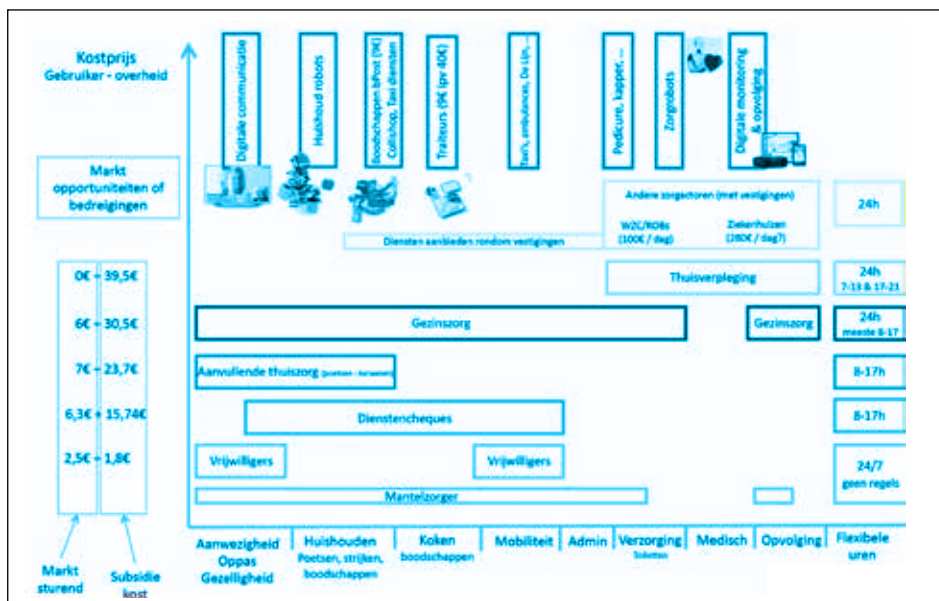 Kostprijs
Gebruiker - overheid
Digitale communicatie
Huishoud robots
Boodschappen bPost (9€)
Collishop, Taxi diensten
Traiteurs (9€ ipv 40€)
Taxi's, ambulances, De Lijn, ...
Pedicure, kapper, ...
Zorgrobots
Digitale monitoring
& opvolging
Markt
opportuniteiten of
bedreigingen
Andere zorgactoren (met vestigingen)
WZC/ROBs
(100€ / dag)
Ziekenhuizen
(280€ / dag?)
24h
Diensten aanbieden rondom vestigingen
0€ - 39,5€
Thuisverpleging
24h
7-13 & 17-21
6€ - 30,5€
Gezinszorg
Gezinszorg
24h
meeste 8-17
7€ - 23,7€
Aanvullende thuiszorg
8-17h
6,3€ + 15,74€
Dienstencheques
8-17h
2,5€ - 1,8€
Vrijwilligers
Vrijwilligers
24/7
geen regels
Mantelzorger
Aanwezigheid
Oppas
Gezelligheid
Huishouden
Poetsen, strijken,
boodschappen
Koken
boodschappen
Mobiliteit
Admin
Verzorging
Medisch
Opvolging
Flexibele
uren
Markt
sturend
Subsidie
kost